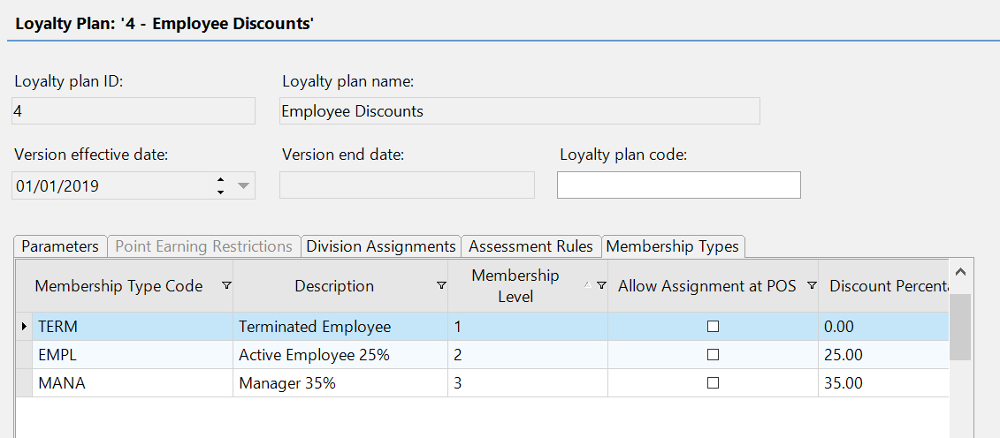 Loyalty Plan: '4 - Employee Discounts'
Loyalty plan ID: Loyalty plan name:
4 Employee Discounts
Version effective date: Version end date: Loyalty plan code:
01/01/2019
Parameters Point Earning Restrictions Division Assignments Assessment Rules Membership Types
Membership Type Code Description Membership Level Allow Assignment at POS Discount Percenta
TERM Terminated Employee 1 0.00
EMPL Active Employee 25% 2 25.00
MANA Manager 35% 3 35.00